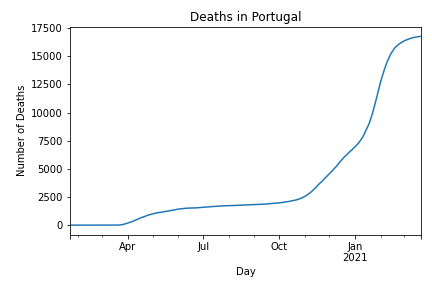 Deaths in Portugal
17500
15000
12500
10000
7500
5000
2500
0
Number of Deaths
Apr
Jul
Oct
Jan
2021
Day